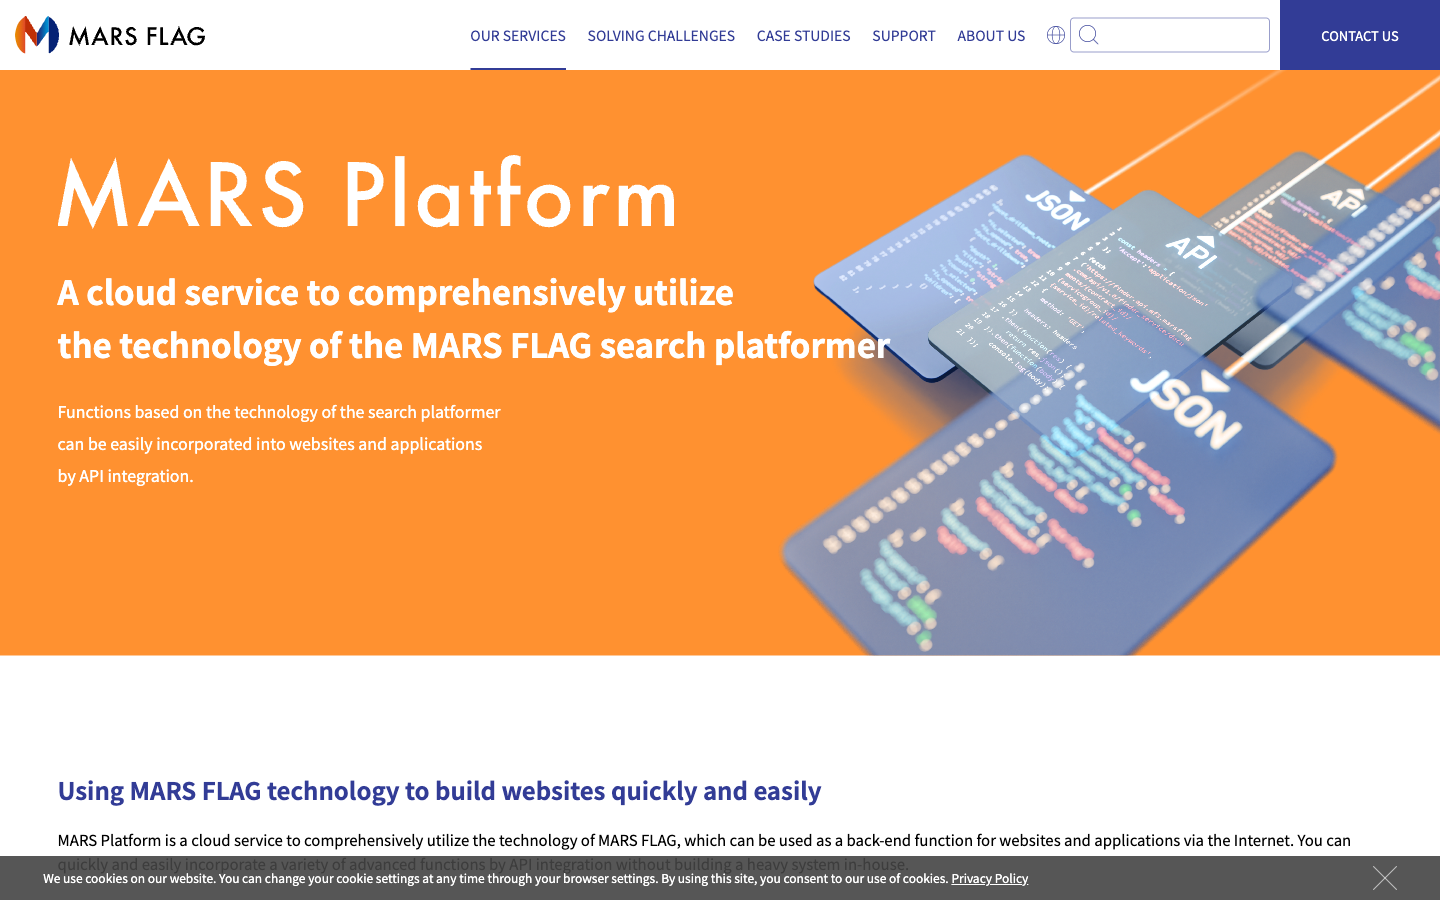 MARS FLAG
OUR SERVICES
SOLVING CHALLENGES
CASE STUDIES
SUPPORT
ABOUT US
CONTACT US
MARS Platform
A cloud service to comprehensively utilize
the technology of the MARS FLAG search platformer
Functions based on the technology of the search platformer
can be easily incorporated into websites and applications
by API integration.
JSON
API
API
JSON
Using MARS FLAG technology to build websites quickly and easily
MARS Platform is a cloud service to comprehensively utilize the technology of MARS FLAG, which can be used as a back-end function for websites and applications via the Internet. You can
quickly and easily incorporate a variety of advanced functions by API integration without building a heavy system in-house.
We use cookies on our website. You can change your cookie settings at any time through your browser settings. By using this site, you consent to our use of cookies. Privacy Policy